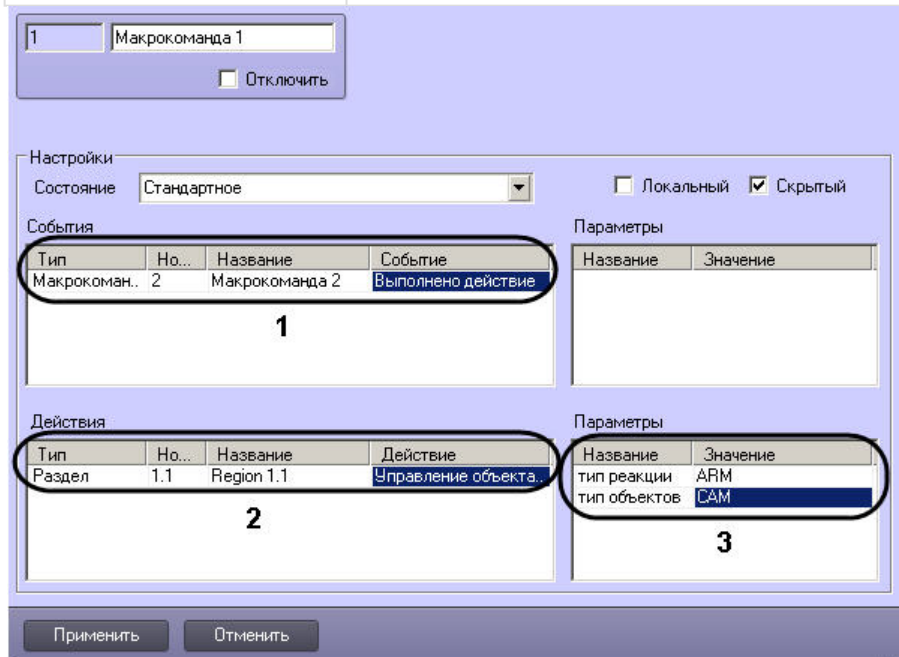 1 Макрокоманда 1
Отключить
Настройки
Состояние Стандартное Локальный Скрытый
События Параметры
Тип Но... Название Событие Название Значение
Макрокоман.. 2 Макрокоманда 2 Выполнено действие
1
Действия Параметры
Тип Но... Название Действие Название Значение
Раздел 1.1 Region 1.1 Управление объекта.. тип реакции ARM
тип объектов CAM
2
3
Применить Отменить